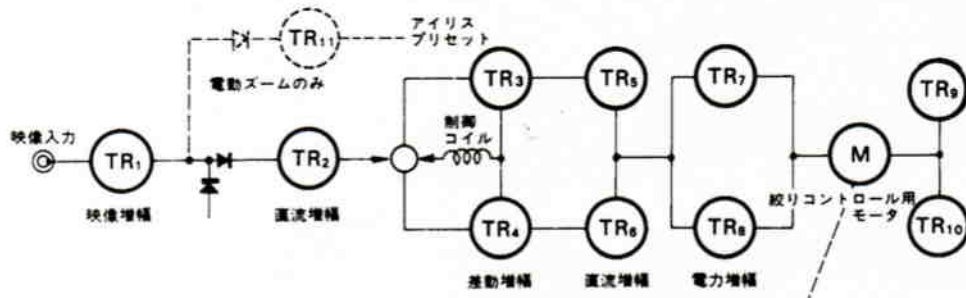 TR11
アイリス
プリセット
電動ズームのみ
映像入力
TR1
映像増幅
TR2
直流増幅
制御
コイル
TR3
TR4
差動増幅
TR5
TR6
直流増幅
TR7
TR8
電力増幅
M
絞りコントロール用
モータ
TR9
TR10